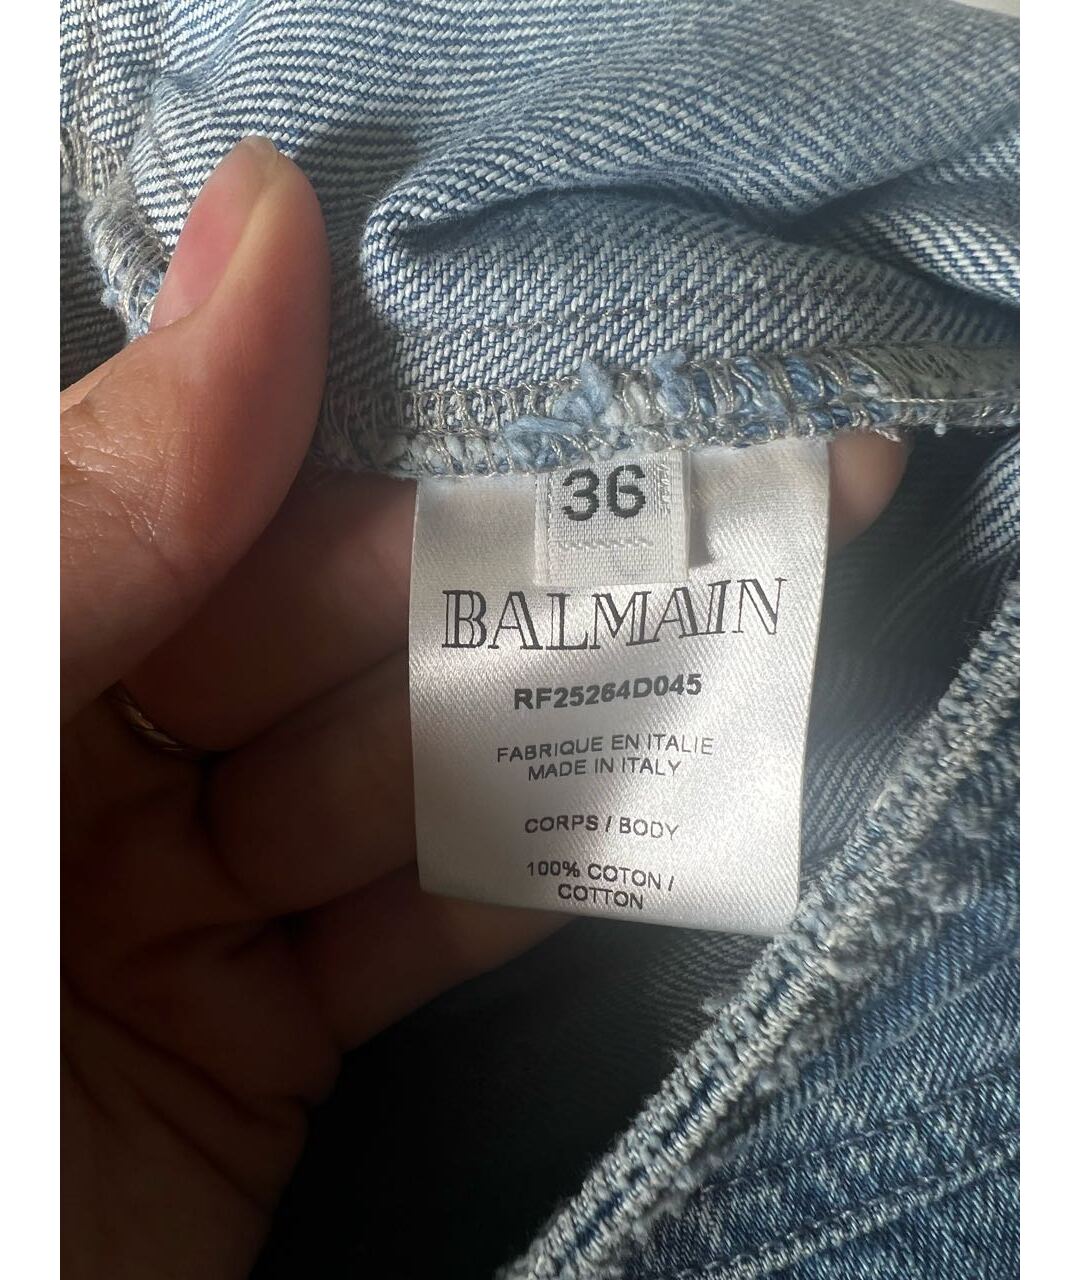 36
BALMAIN
RF25264D045
FABRIQUE EN ITALIE
MADE IN ITALY
CORPS / BODY
100% COTON /
COTTON